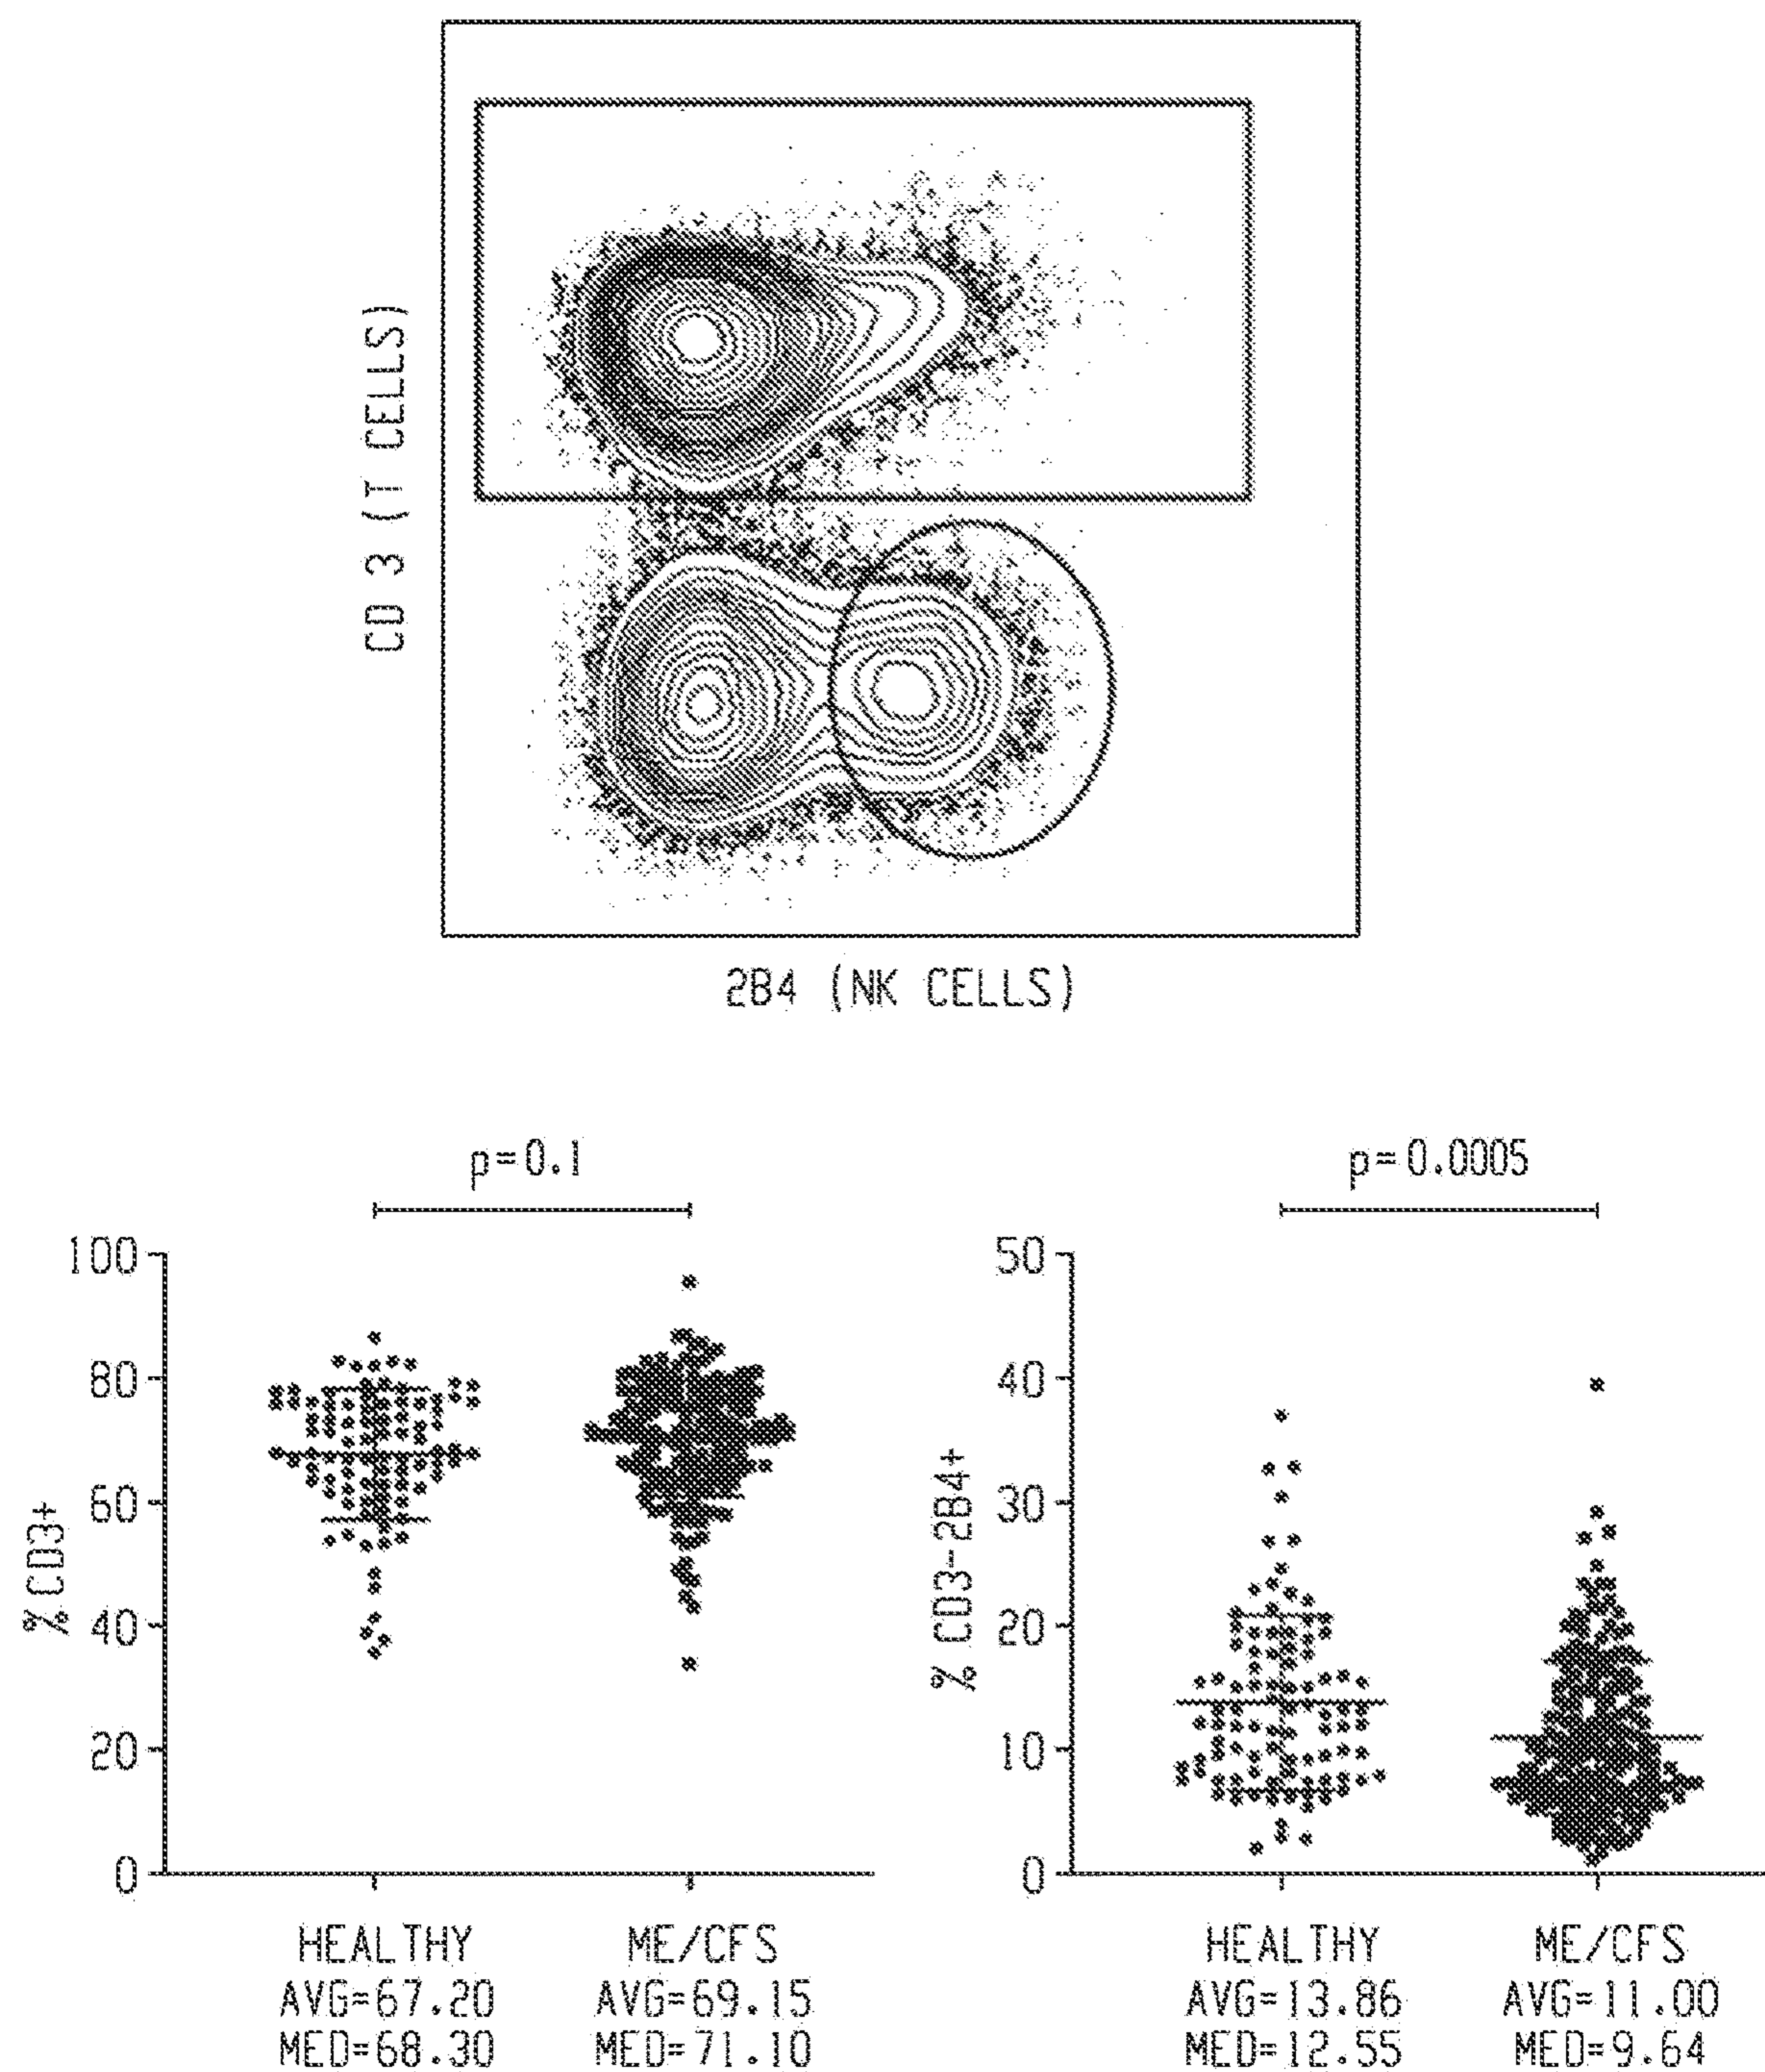 CD 3 (T CELLS)
2B4 (NK CELLS)
p=0.1
% CD3+
100
80
60
40
20
0
HEALTHY
AVG=67.20
MED=68.30
ME/CFS
AVG=69.15
MED=71.10
p=0.0005
% CD3-2B4+
50
40
30
20
10
0
HEALTHY
AVG=13.86
MED=12.55
ME/CFS
AVG=11.00
MED=9.64